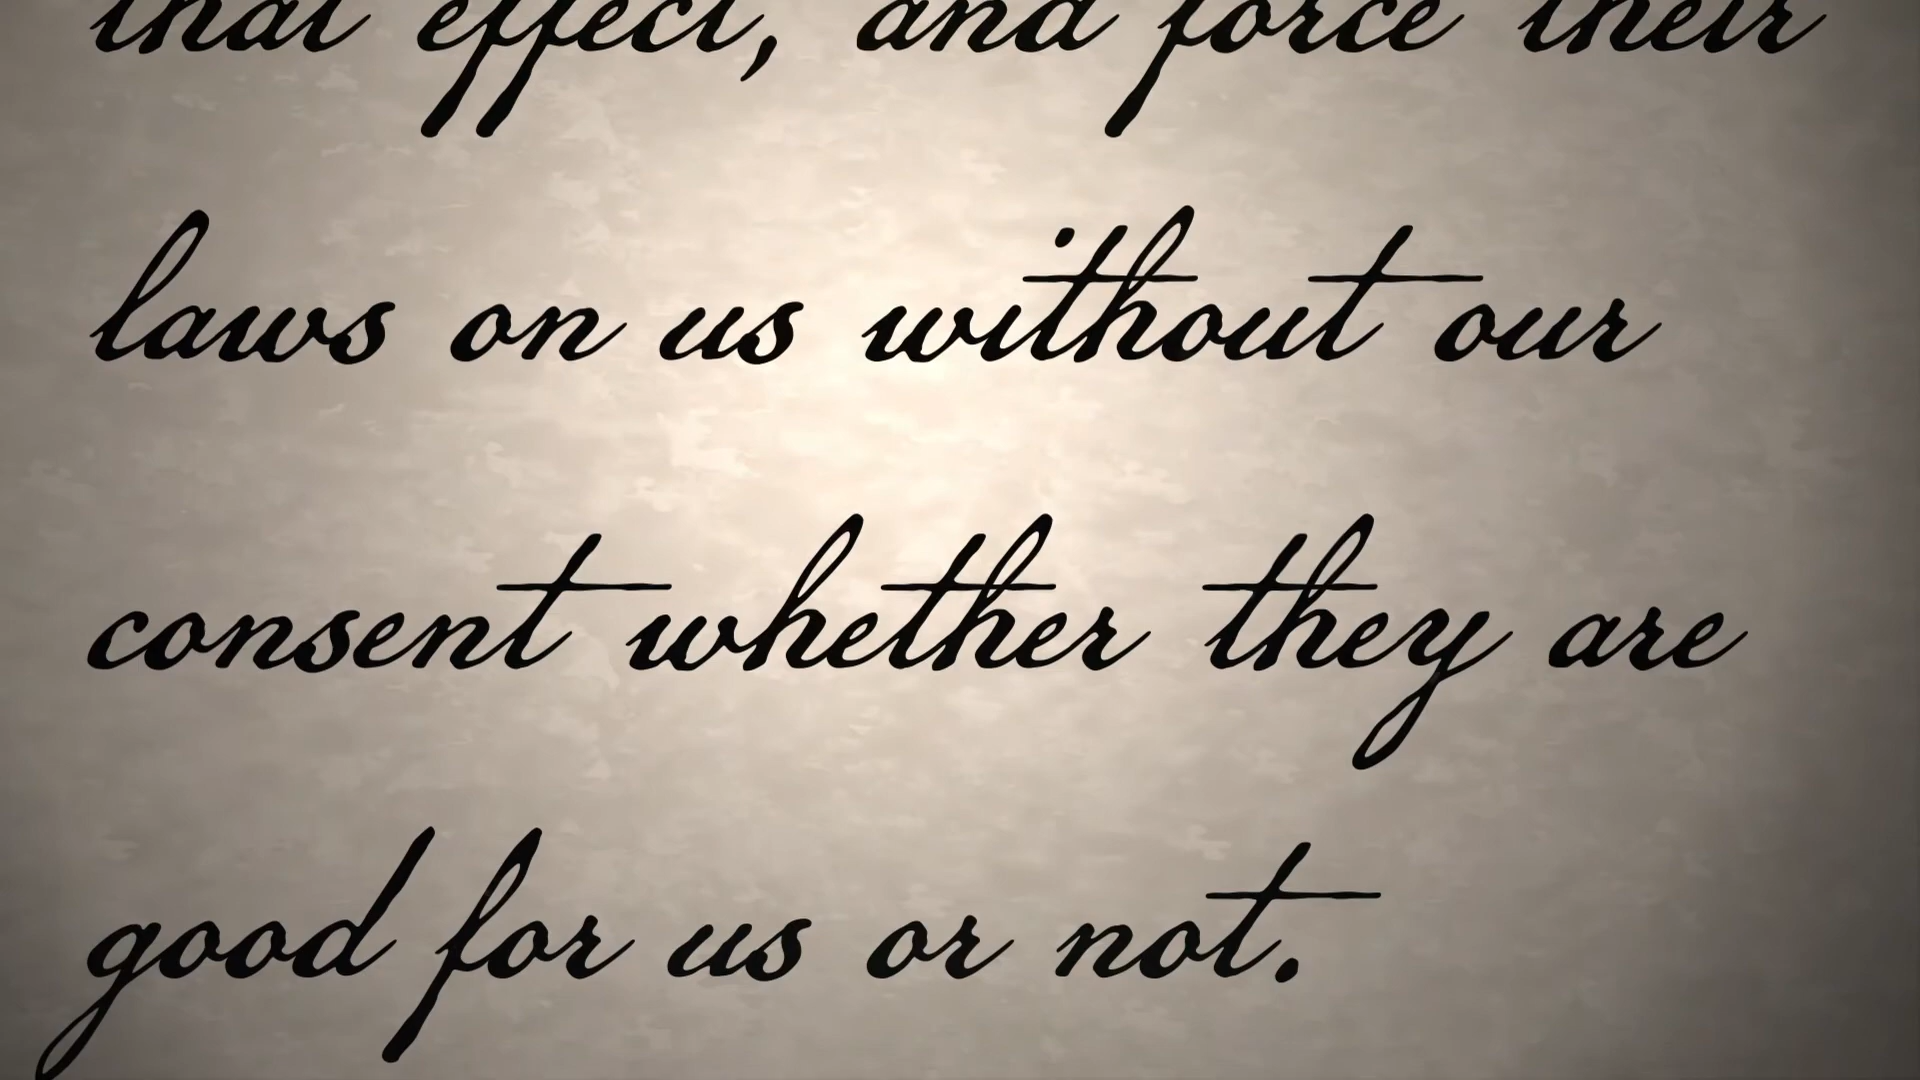 that effect, and force their
laws on us without our
consent whether they are
good for us or not.